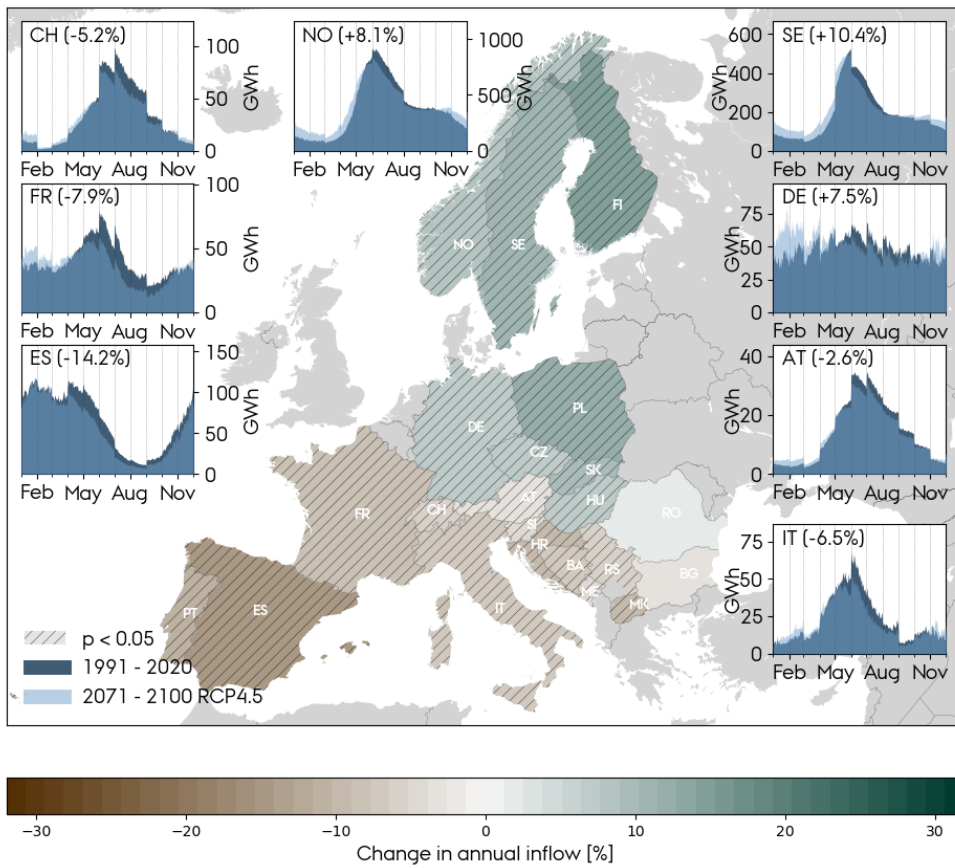 CH (-5.2%)
100
50
0
GWh
Feb May Aug Nov
NO (+8.1%)
1000
500
0
GWh
Feb May Aug Nov
SE (+10.4%)
600
400
200
0
GWh
Feb May Aug Nov
FR (-7.9%)
100
50
0
GWh
Feb May Aug Nov
DE (+7.5%)
75
50
25
0
GWh
Feb May Aug Nov
ES (-14.2%)
150
100
50
0
GWh
Feb May Aug Nov
AT (-2.6%)
40
20
0
GWh
Feb May Aug Nov
IT (-6.5%)
75
50
25
0
GWh
Feb May Aug Nov
FI
NO
SE
PL
DE
CZ
SK
AT
HU
CH
FR
RO
SI
HR
BA
RS
ME
BG
MK
IT
PT
ES
p < 0.05
1991 - 2020
2071 - 2100 RCP4.5
−30 −20 −10 0 10 20 30
Change in annual inflow [%]